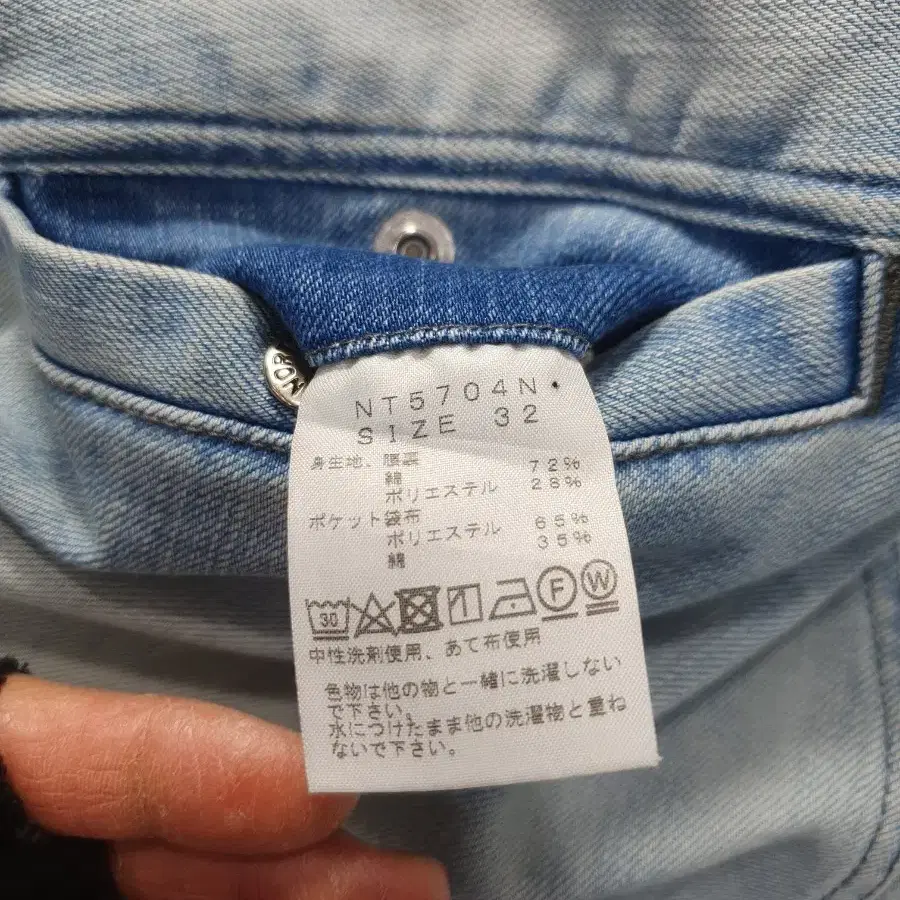 NOR
NT5704N
SIZE 32
身生地、腰裏
綿 72%
ポリエステル 28%
ポケット袋布
ポリエステル 65%
綿 35%
30 F W
中性洗剤使用、あて布使用
色物は他の物と一緒に洗濯しない
で下さい。
水につけたまま他の洗濯物と重ね
ないで下さい。